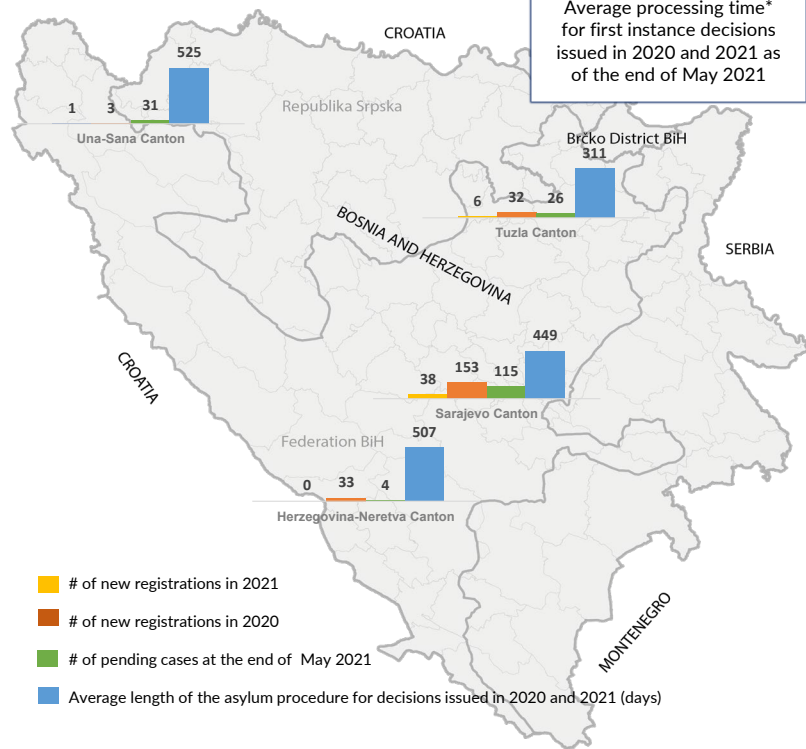 Average processing time*
for first instance decisions
issued in 2020 and 2021 as
of the end of May 2021
CROATIA
525
1 3 31
Una-Sana Canton
Republika Srpska
Brčko District BiH
311
6 32 26
Tuzla Canton
BOSNIA AND HERZEGOVINA
SERBIA
CROATIA
449
38 153 115
Sarajevo Canton
Federation BiH
507
0 33 4
Herzegovina-Neretva Canton
# of new registrations in 2021
# of new registrations in 2020
# of pending cases at the end of May 2021
Average length of the asylum procedure for decisions issued in 2020 and 2021 (days)
MONTENEGRO